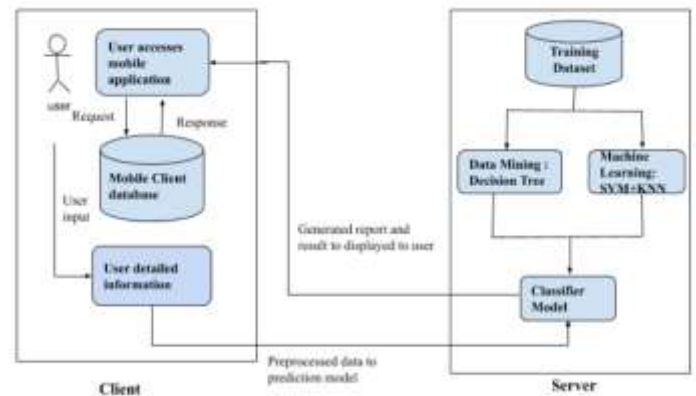 User accesses
mobile
application
user
Request
Response
Mobile Client
database
User
input
User detailed
information
Client
Generated report and
result to displayed to user
Preprocessed data to
prediction model
Training
Dataset
Data Mining :
Decision Tree
Machine
Learning:
SVM+KNN
Classifier
Model
Server